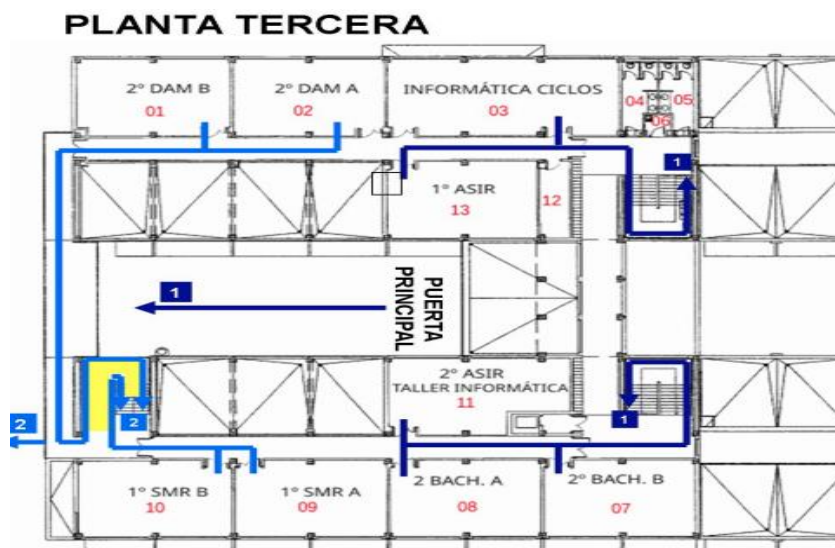 PLANTA TERCERA
2º DAM B
2º DAM A
INFORMÁTICA CICLOS
01
02
03
04
05
06
1
1º ASIR
12
13
1
PUERTA
PRINCIPAL
2º ASIR
TALLER INFORMÁTICA
11
2
2
1
1º SMR B
1º SMR A
2 BACH. A
2º BACH. B
10
09
08
07